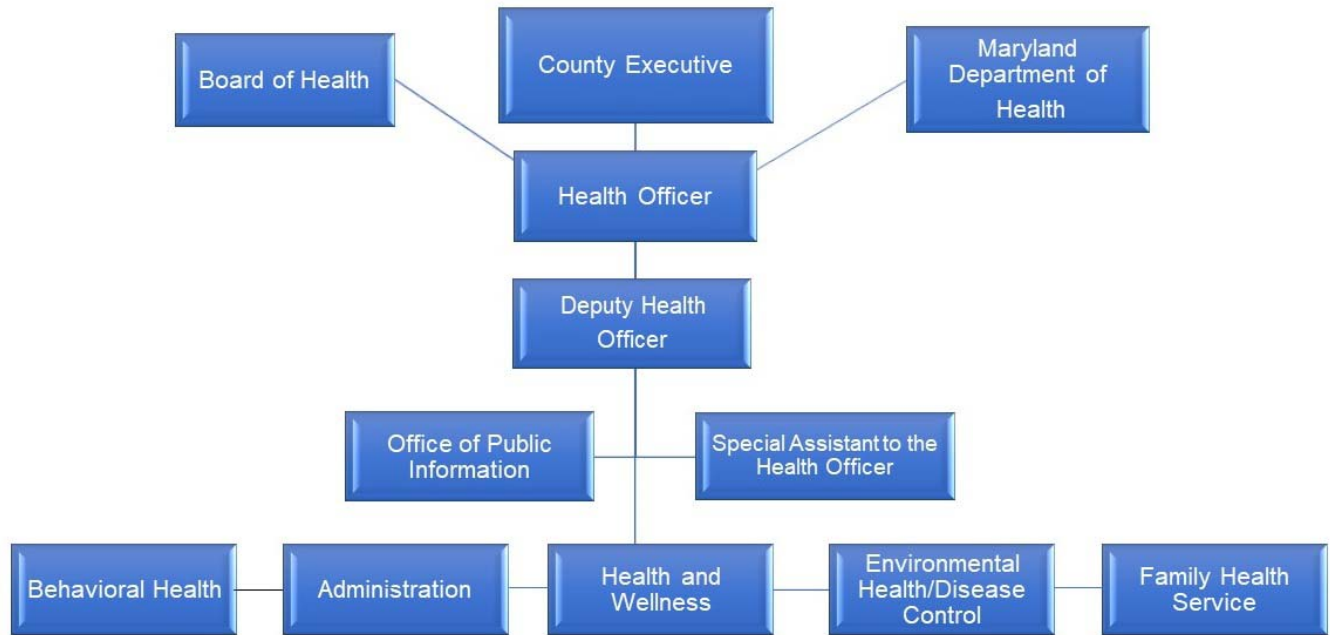 Board of Health
County Executive
Maryland
Department of
Health
Health Officer
Deputy Health
Officer
Office of Public
Information
Special Assistant to the
Health Officer
Behavioral Health
Administration
Health and
Wellness
Environmental
Health/Disease
Control
Family Health
Service